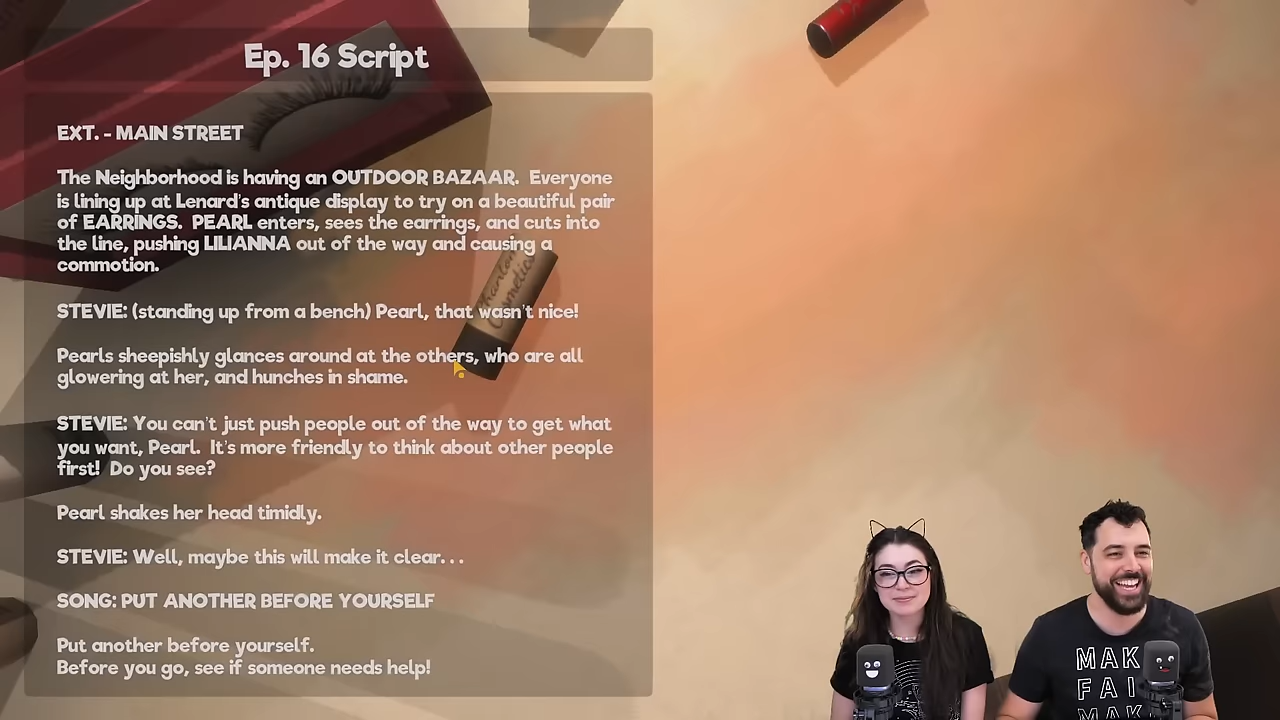 Ep. 16 Script
EXT. - MAIN STREET
The Neighborhood is having an OUTDOOR BAZAAR. Everyone
is lining up at Lenard's antique display to try on a beautiful pair
of EARRINGS. PEARL enters, sees the earrings, and cuts into
the line, pushing LILIANNA out of the way and causing a
commotion.
STEVIE: (standing up from a bench) Pearl, that wasn't nice!
Pearls sheepishly glances around at the others, who are all
glowering at her, and hunches in shame.
STEVIE: You can't just push people out of the way to get what
you want, Pearl. It's more friendly to think about other people
first! Do you see?
Pearl shakes her head timidly.
STEVIE: Well, maybe this will make it clear...
SONG: PUT ANOTHER BEFORE YOURSELF
Put another before yourself.
Before you go, see if someone needs help!
Cosmetics
MAK
FAI
MAK